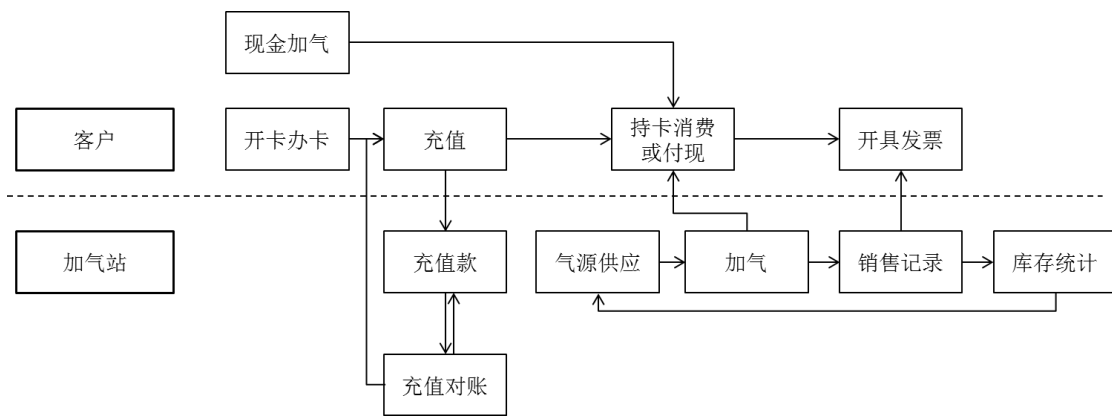 现金加气
客户
开卡办卡
充值
持卡消费
或付现
开具发票
加气站
充值款
气源供应
加气
销售记录
库存统计
充值对账